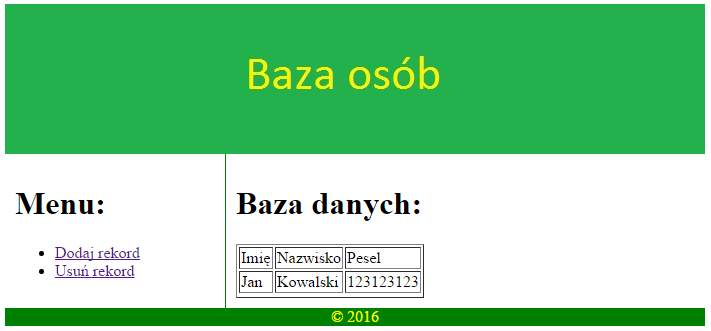 Baza osób
Menu:
Dodaj rekord
Usuń rekord
Baza danych:
Imię Nazwisko Pesel
Jan Kowalski 123123123
© 2016